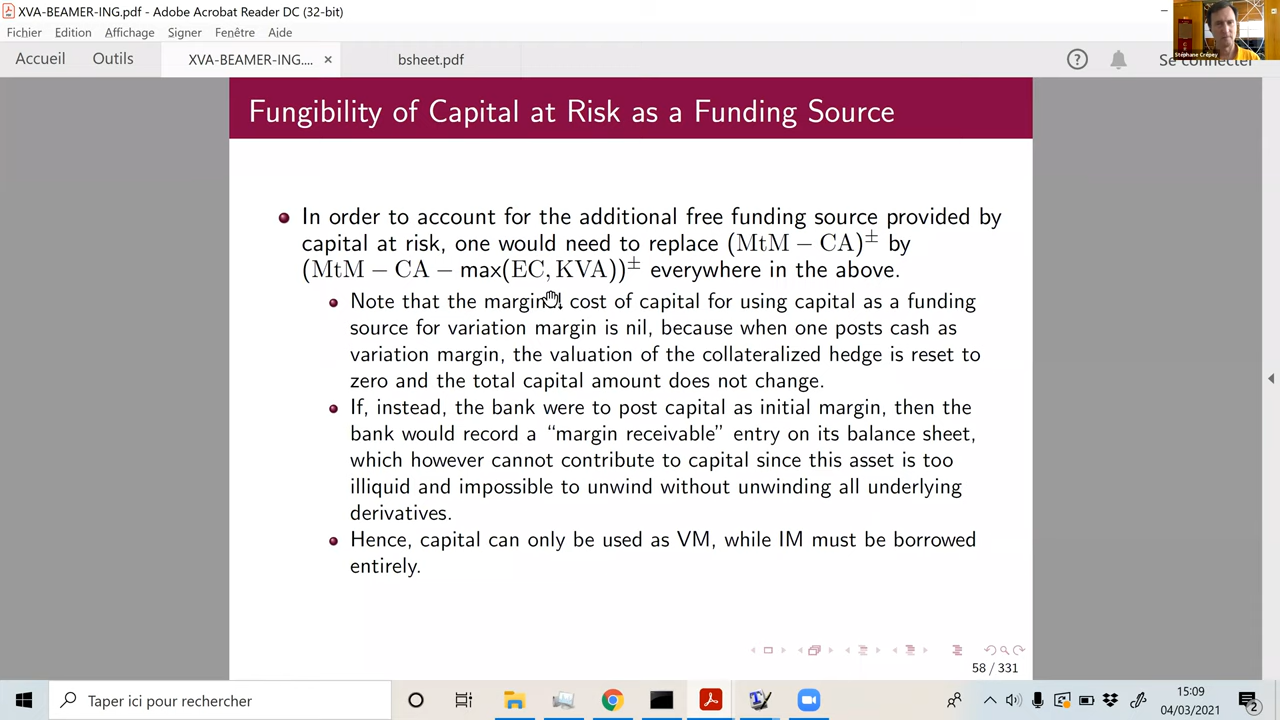 XVA-BEAMER-ING.pdf - Adobe Acrobat Reader DC (32-bit)
Fichier Edition Affichage Signer Fenêtre Aide
Accueil Outils XVA-BEAMER-ING.... × bsheet.pdf Se connecter
Stéphane Crépey
Fungibility of Capital at Risk as a Funding Source
In order to account for the additional free funding source provided by
capital at risk, one would need to replace (MtM − CA)± by
(MtM − CA − max(EC, KVA))± everywhere in the above.
Note that the marginal cost of capital for using capital as a funding
source for variation margin is nil, because when one posts cash as
variation margin, the valuation of the collateralized hedge is reset to
zero and the total capital amount does not change.
If, instead, the bank were to post capital as initial margin, then the
bank would record a “margin receivable” entry on its balance sheet,
which however cannot contribute to capital since this asset is too
illiquid and impossible to unwind without unwinding all underlying
derivatives.
Hence, capital can only be used as VM, while IM must be borrowed
entirely.
58 / 331
Taper ici pour rechercher
15:09
04/03/2021
2